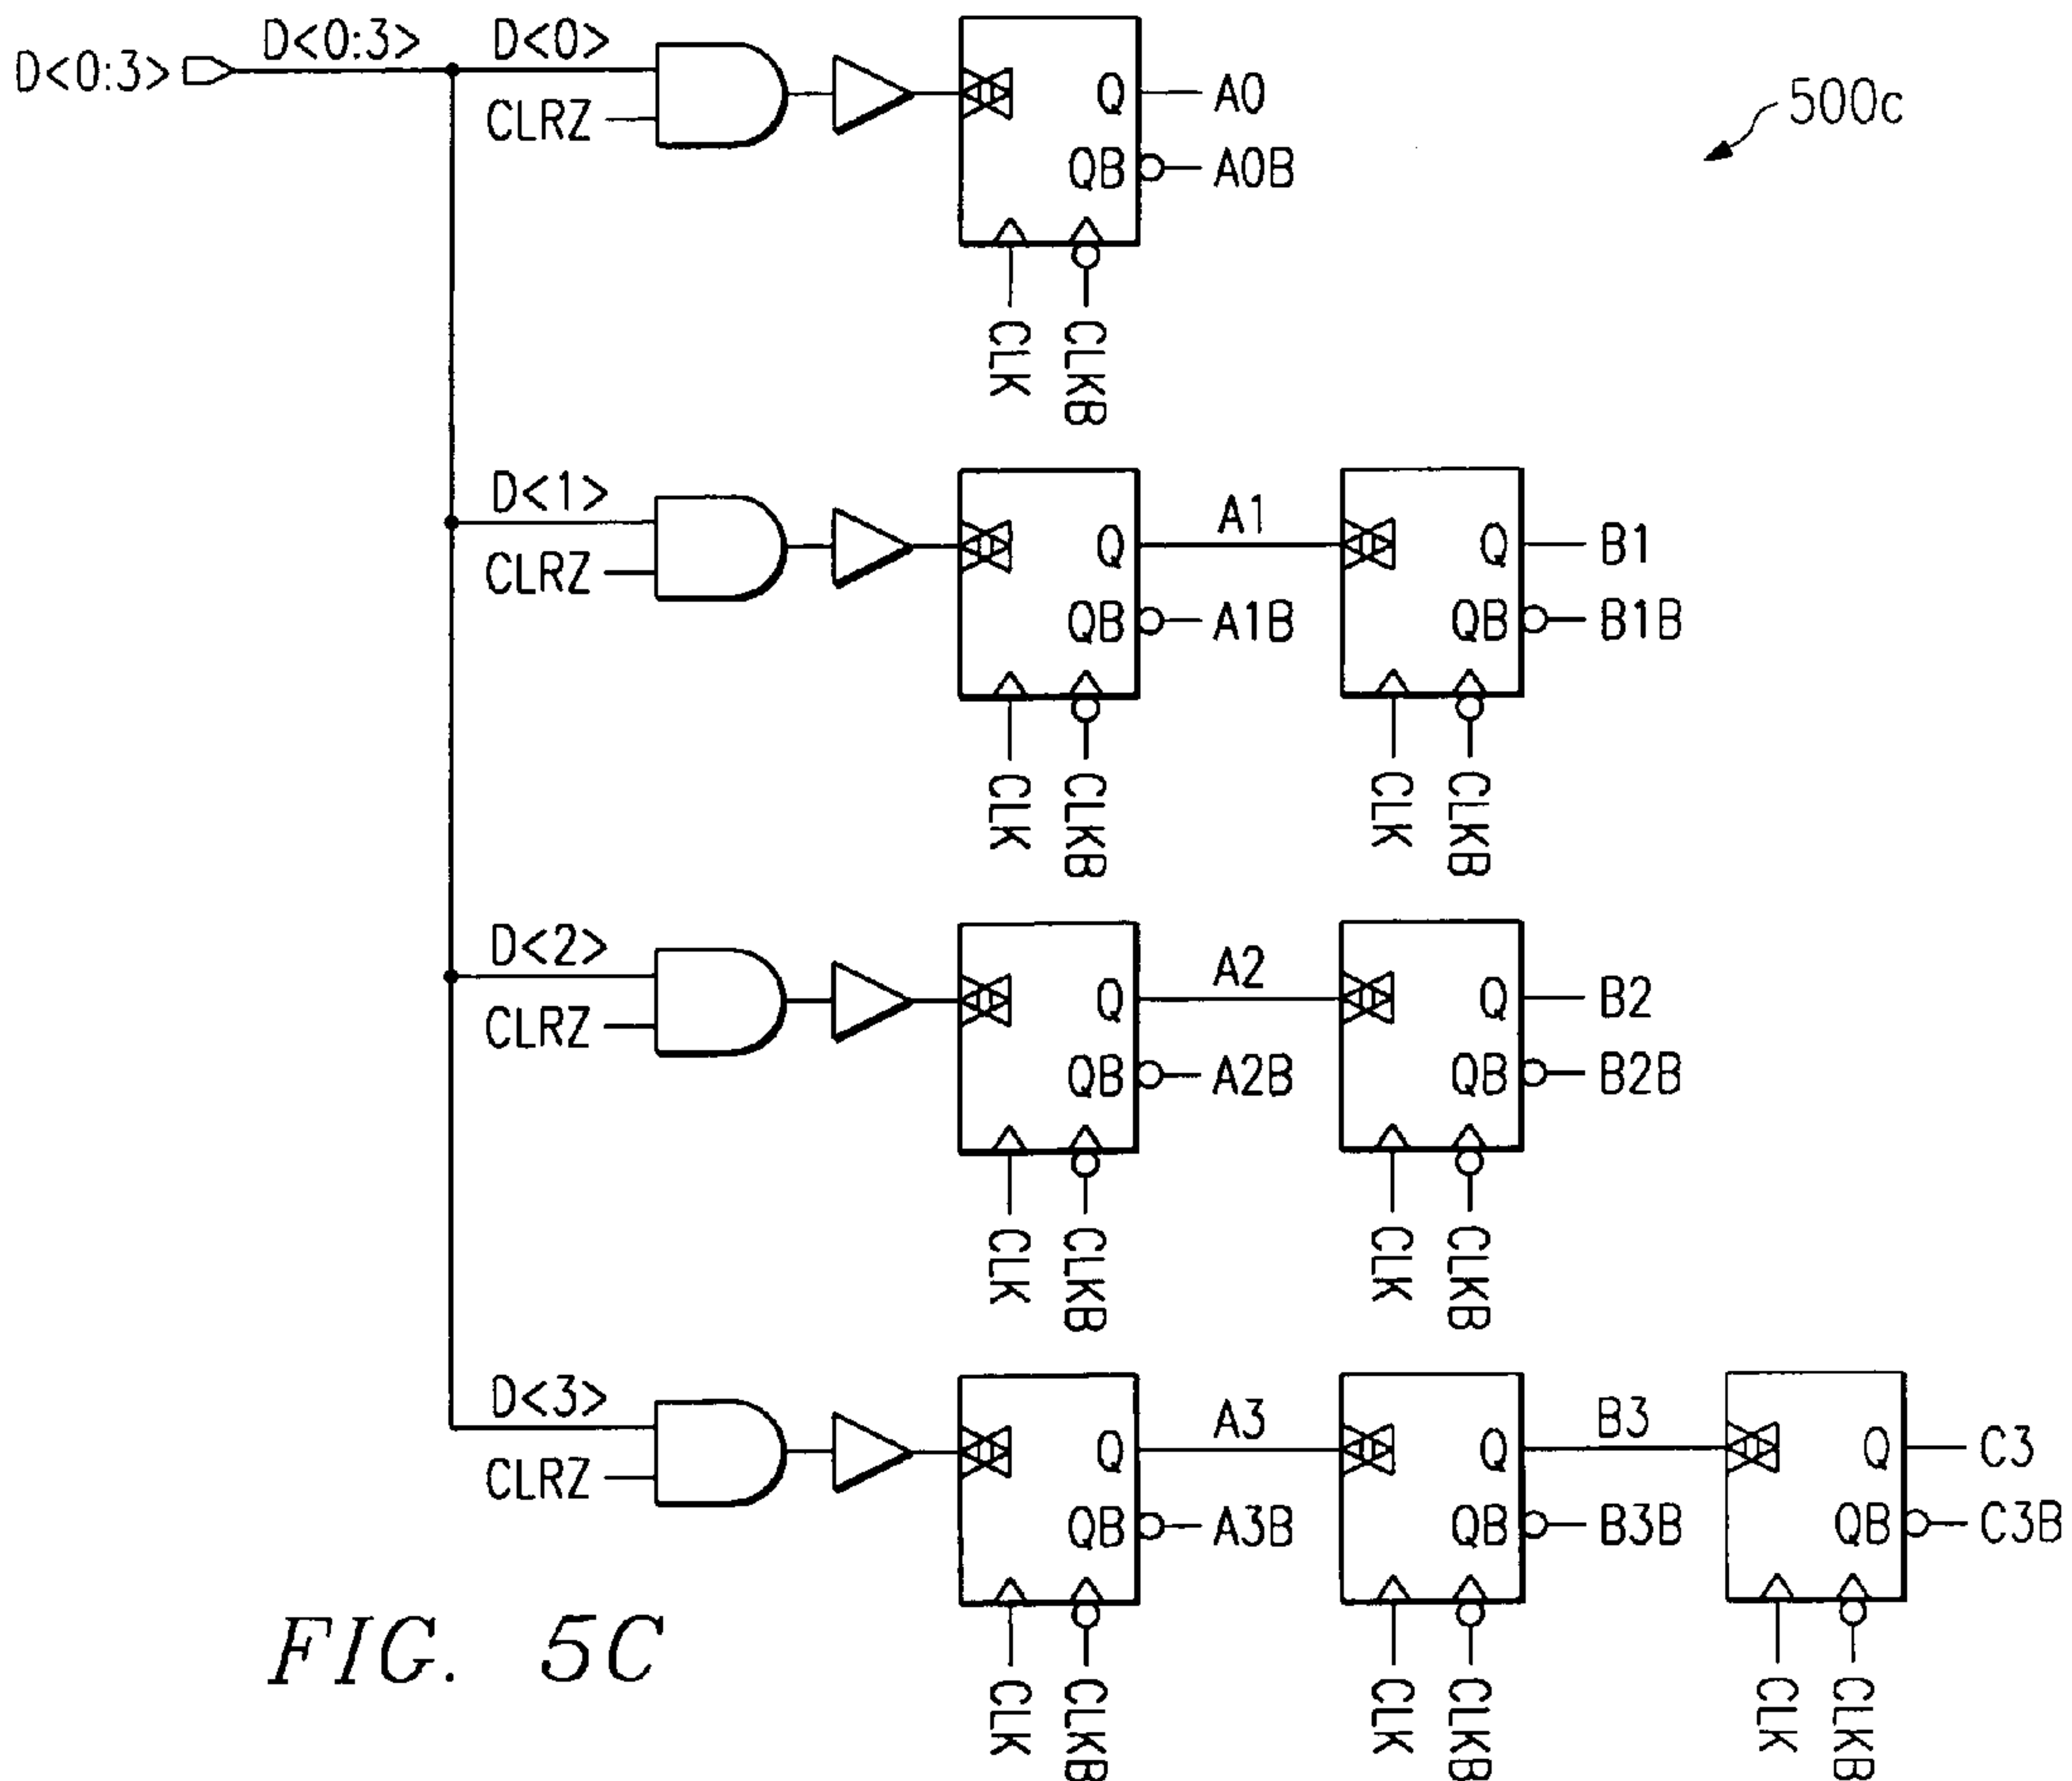 D<0:3>
D<0:3>
D<0>
CLRZ
Q
A0
QB
A0B
CLK
CLKB
500c
D<1>
CLRZ
Q
A1
QB
A1B
CLK
CLKB
Q
B1
QB
B1B
CLK
CLKB
D<2>
CLRZ
Q
A2
QB
A2B
CLK
CLKB
Q
B2
QB
B2B
CLK
CLKB
D<3>
CLRZ
Q
A3
QB
A3B
CLK
CLKB
Q
B3
QB
B3B
CLK
CLKB
Q
C3
QB
C3B
CLK
CLKB
FIG. 5C